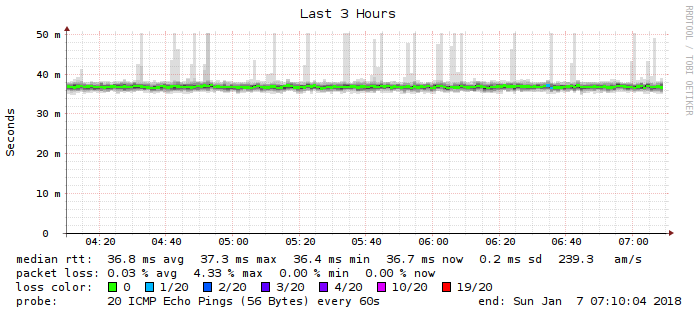 Last 3 Hours
RRDTOOL / TOBI OETIKER
Seconds
50 m
40 m
30 m
20 m
10 m
0
04:20 04:40 05:00 05:20 05:40 06:00 06:20 06:40 07:00
median rtt: 36.8 ms avg 37.3 ms max 36.4 ms min 36.7 ms now 0.2 ms sd 239.3 am/s
packet loss: 0.03 % avg 4.33 % max 0.00 % min 0.00 % now
loss color: 0 1/20 2/20 3/20 4/20 10/20 19/20
probe: 20 ICMP Echo Pings (56 Bytes) every 60s end: Sun Jan 7 07:10:04 2018